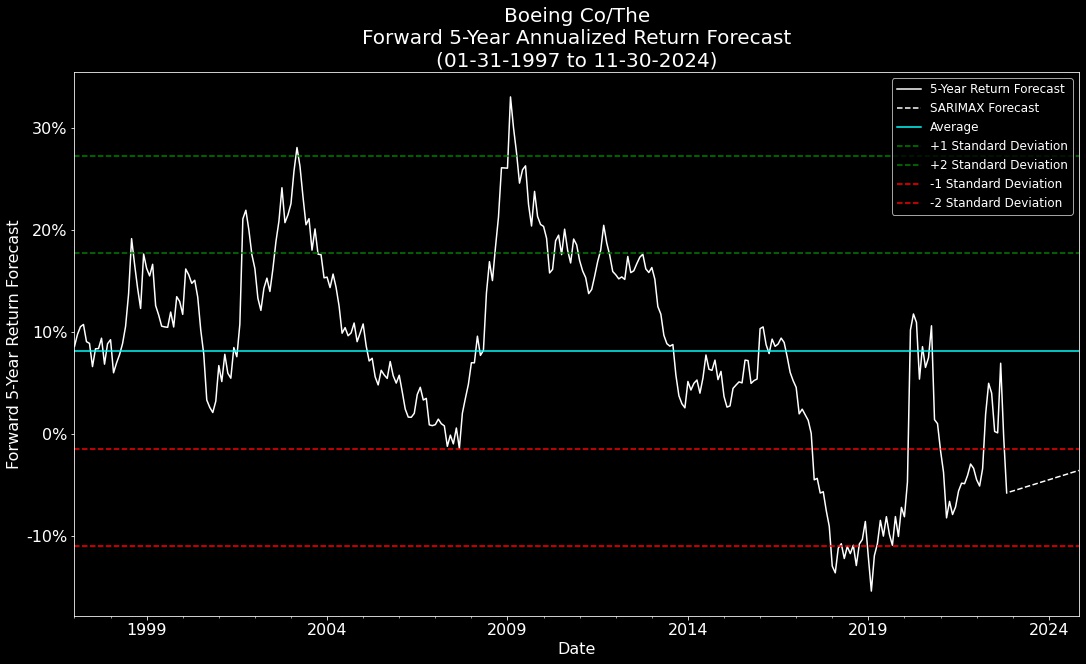 Boeing Co/The
Forward 5-Year Annualized Return Forecast
(01-31-1997 to 11-30-2024)
5-Year Return Forecast
SARIMAX Forecast
Average
+1 Standard Deviation
+2 Standard Deviation
-1 Standard Deviation
-2 Standard Deviation
Forward 5-Year Return Forecast
30%
20%
10%
0%
-10%
1999
2004
2009
2014
2019
2024
Date